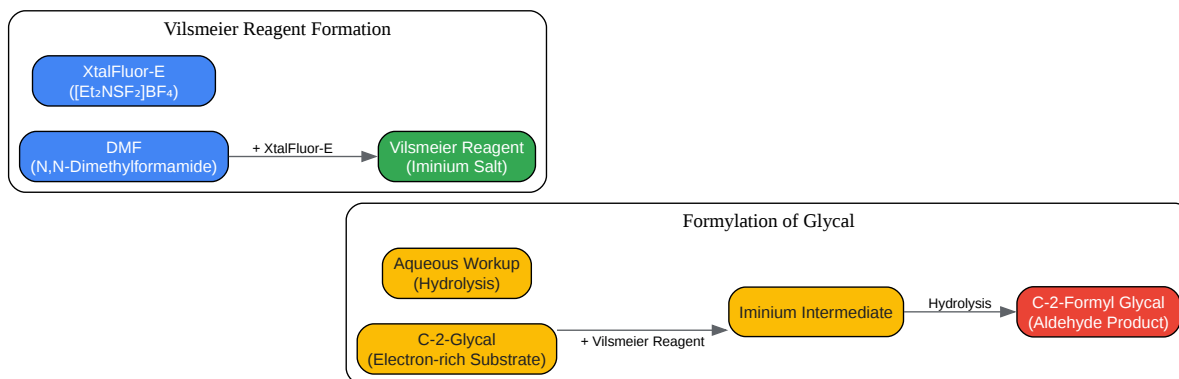 Vilsmeier Reagent Formation
XtalFluor-E
([Et₂NSF₂]BF₄)
DMF
(N,N-Dimethylformamide)
+ XtalFluor-E
Vilsmeier Reagent
(Iminium Salt)
Formylation of Glycal
Aqueous Workup
(Hydrolysis)
C-2-Glycal
(Electron-rich Substrate)
+ Vilsmeier Reagent
Iminium Intermediate
Hydrolysis
C-2-Formyl Glycal
(Aldehyde Product)